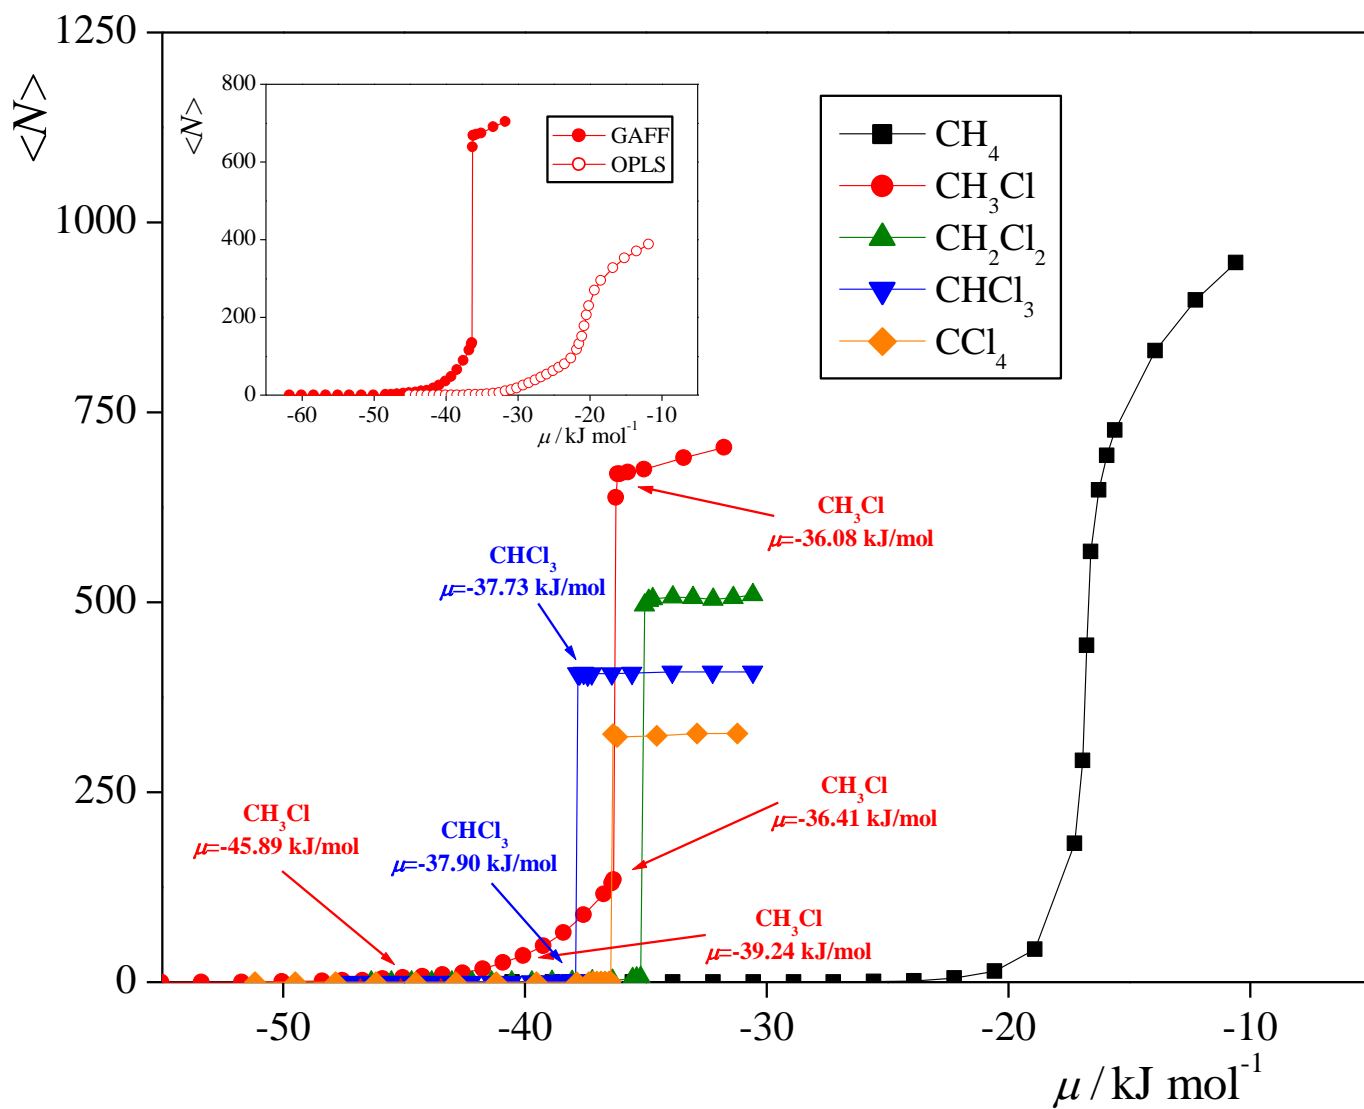 1250
1000
750
500
250
0
<N>
-50
-40
-30
-20
-10
μ / kJ mol⁻¹
800
600
400
200
0
<N>
-60
-50
-40
-30
-20
-10
μ / kJ mol⁻¹
GAFF
OPLS
CH₄
CH₃Cl
CH₂Cl₂
CHCl₃
CCl₄
CH₃Cl
μ=-36.08 kJ/mol
CHCl₃
μ=-37.73 kJ/mol
CH₃Cl
μ=-36.41 kJ/mol
CH₃Cl
μ=-45.89 kJ/mol
CHCl₃
μ=-37.90 kJ/mol
CH₃Cl
μ=-39.24 kJ/mol